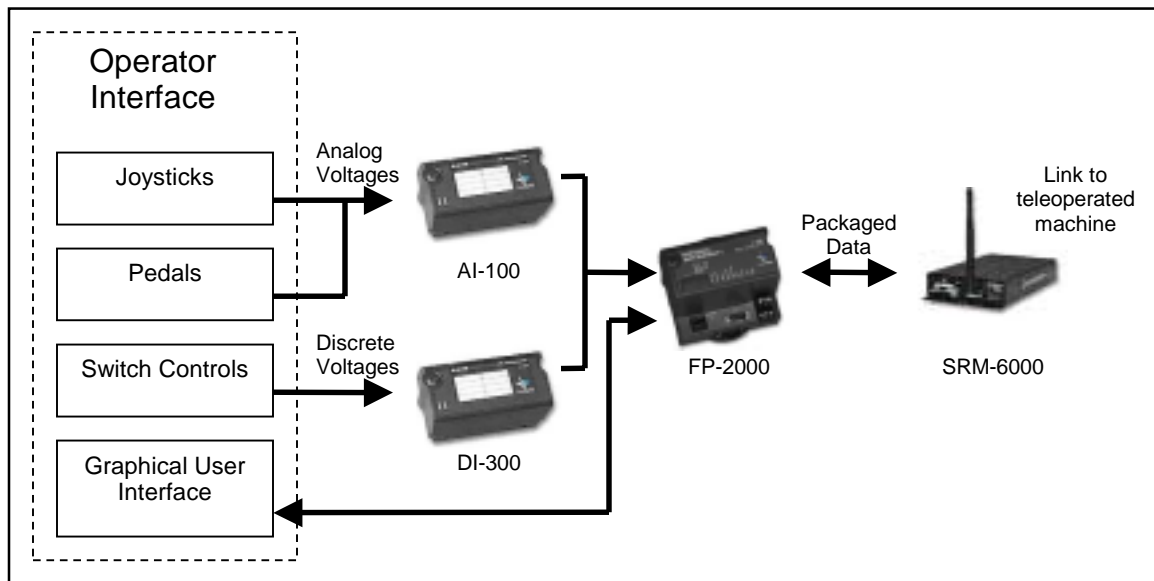 Operator
Interface
Joysticks
Pedals
Switch Controls
Graphical User
Interface
Analog
Voltages
Discrete
Voltages
AI-100
DI-300
FP-2000
Packaged
Data
SRM-6000
Link to
teleoperated
machine